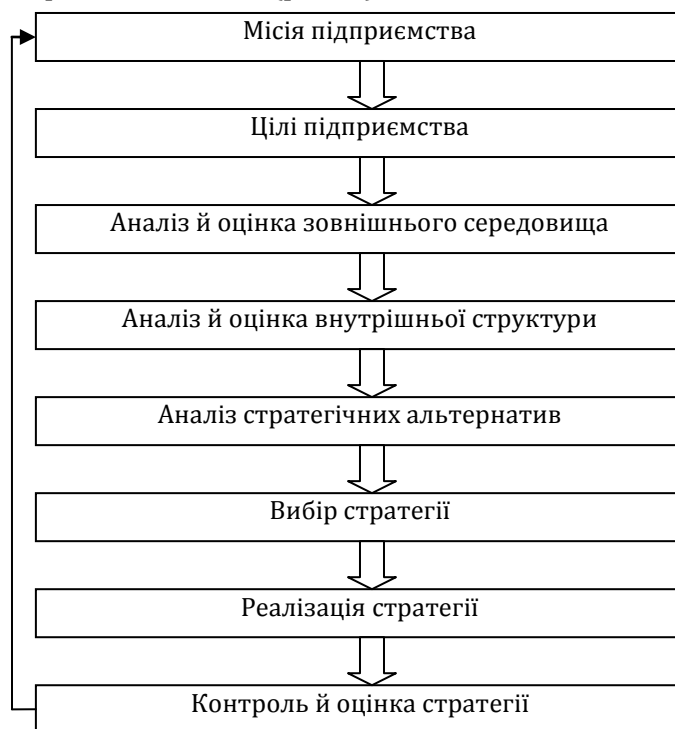 Місія підприємства
Цілі підприємства
Аналіз й оцінка зовнішнього середовища
Аналіз й оцінка внутрішньої структури
Аналіз стратегічних альтернатив
Вибір стратегії
Реалізація стратегії
Контроль й оцінка стратегії